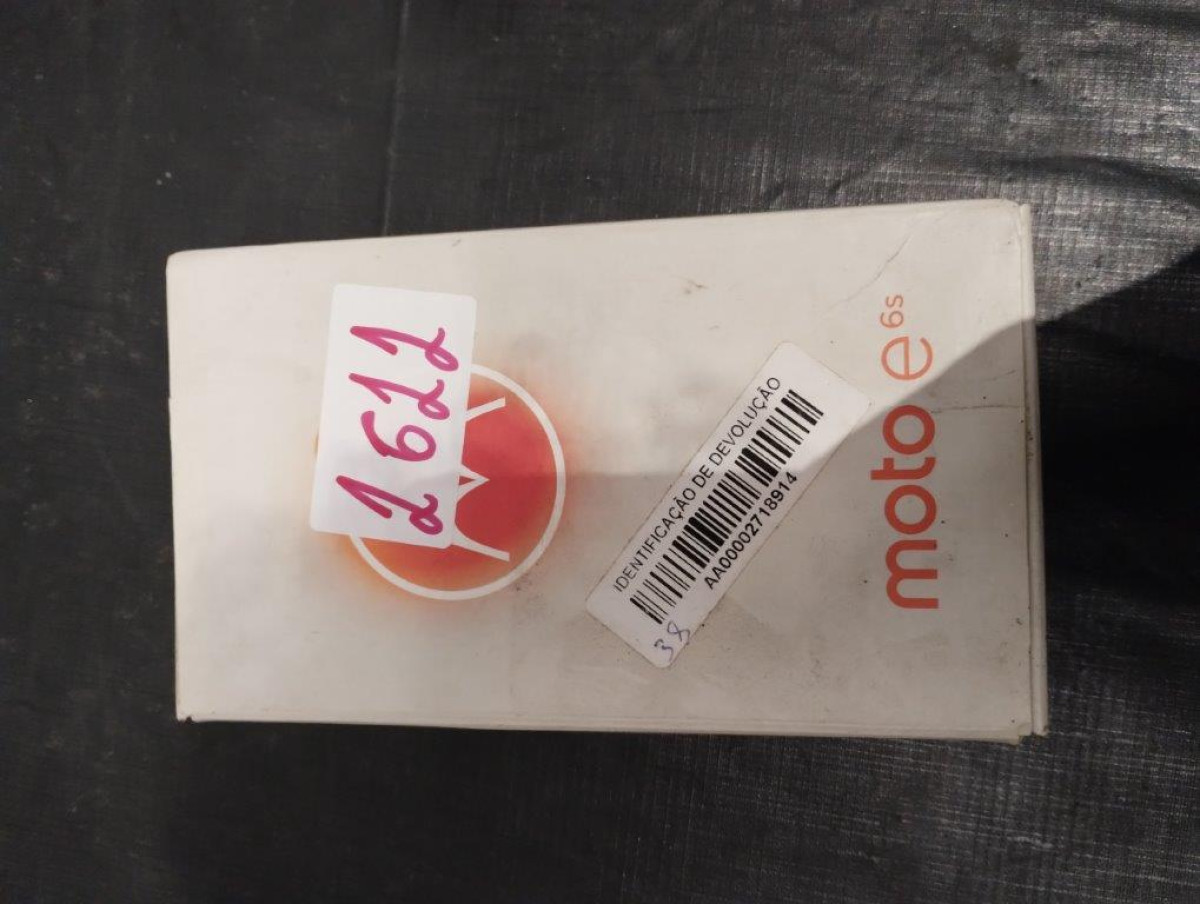 1611
IDENTIFICAÇÃO DE DEVOLUÇÃO
AA00002718914
38
moto e6s